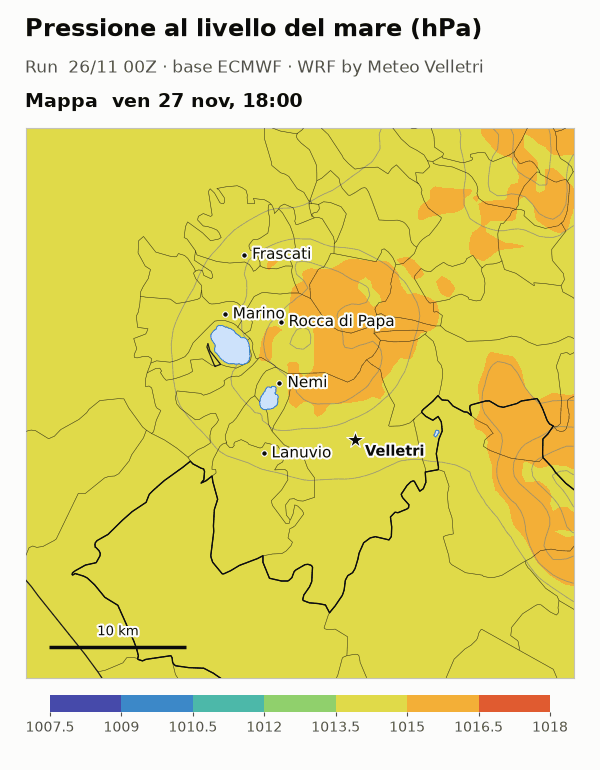 Pressione al livello del mare (hPa)
Run  26/11 00Z · base ECMWF · WRF by Meteo Velletri
Mappa  ven 27 nov, 18:00
Frascati
Marino
Rocca di Papa
Nemi
Velletri
Lanuvio
10 km
1007.5 1009 1010.5 1012 1013.5 1015 1016.5 1018